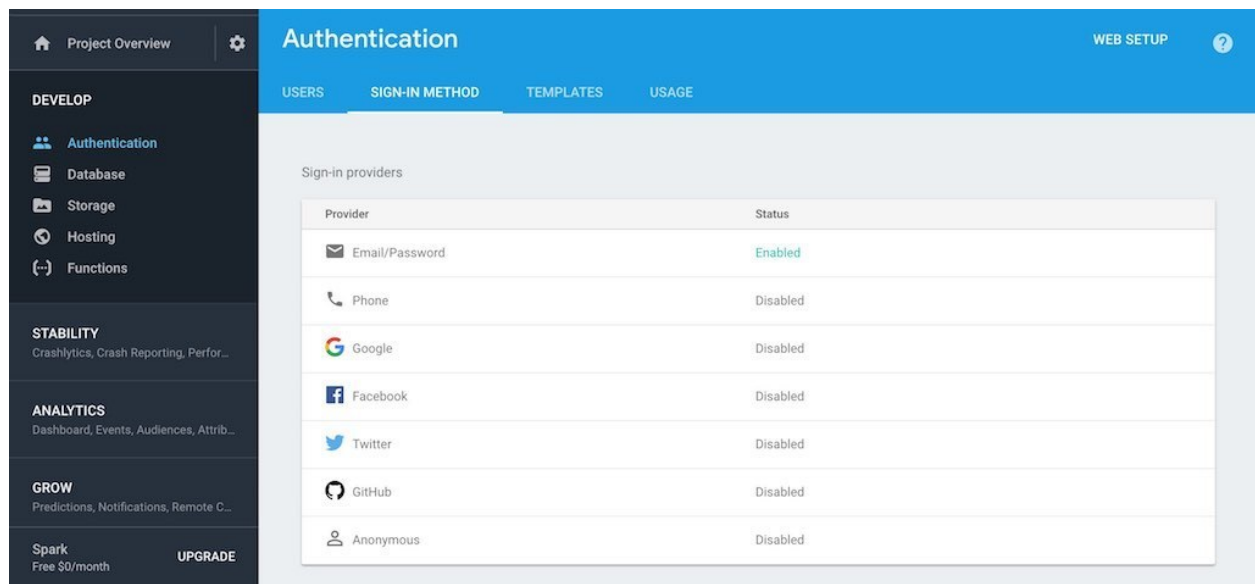 Project Overview
DEVELOP
Authentication
Database
Storage
Hosting
Functions
STABILITY
Crashlytics, Crash Reporting, Perfor...
ANALYTICS
Dashboard, Events, Audiences, Attrib...
GROW
Predictions, Notifications, Remote C...
Spark
Free $0/month
UPGRADE
Authentication
WEB SETUP
?
USERS SIGN-IN METHOD TEMPLATES USAGE
Sign-in providers
Provider Status
Email/Password Enabled
Phone Disabled
Google Disabled
Facebook Disabled
Twitter Disabled
GitHub Disabled
Anonymous Disabled